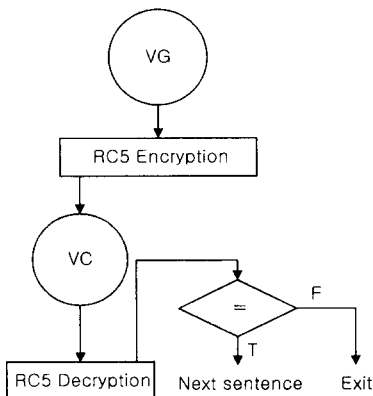 VG
RC5 Encryption
VC
F
=
T
RC5 Decryption
Next sentence
Exit